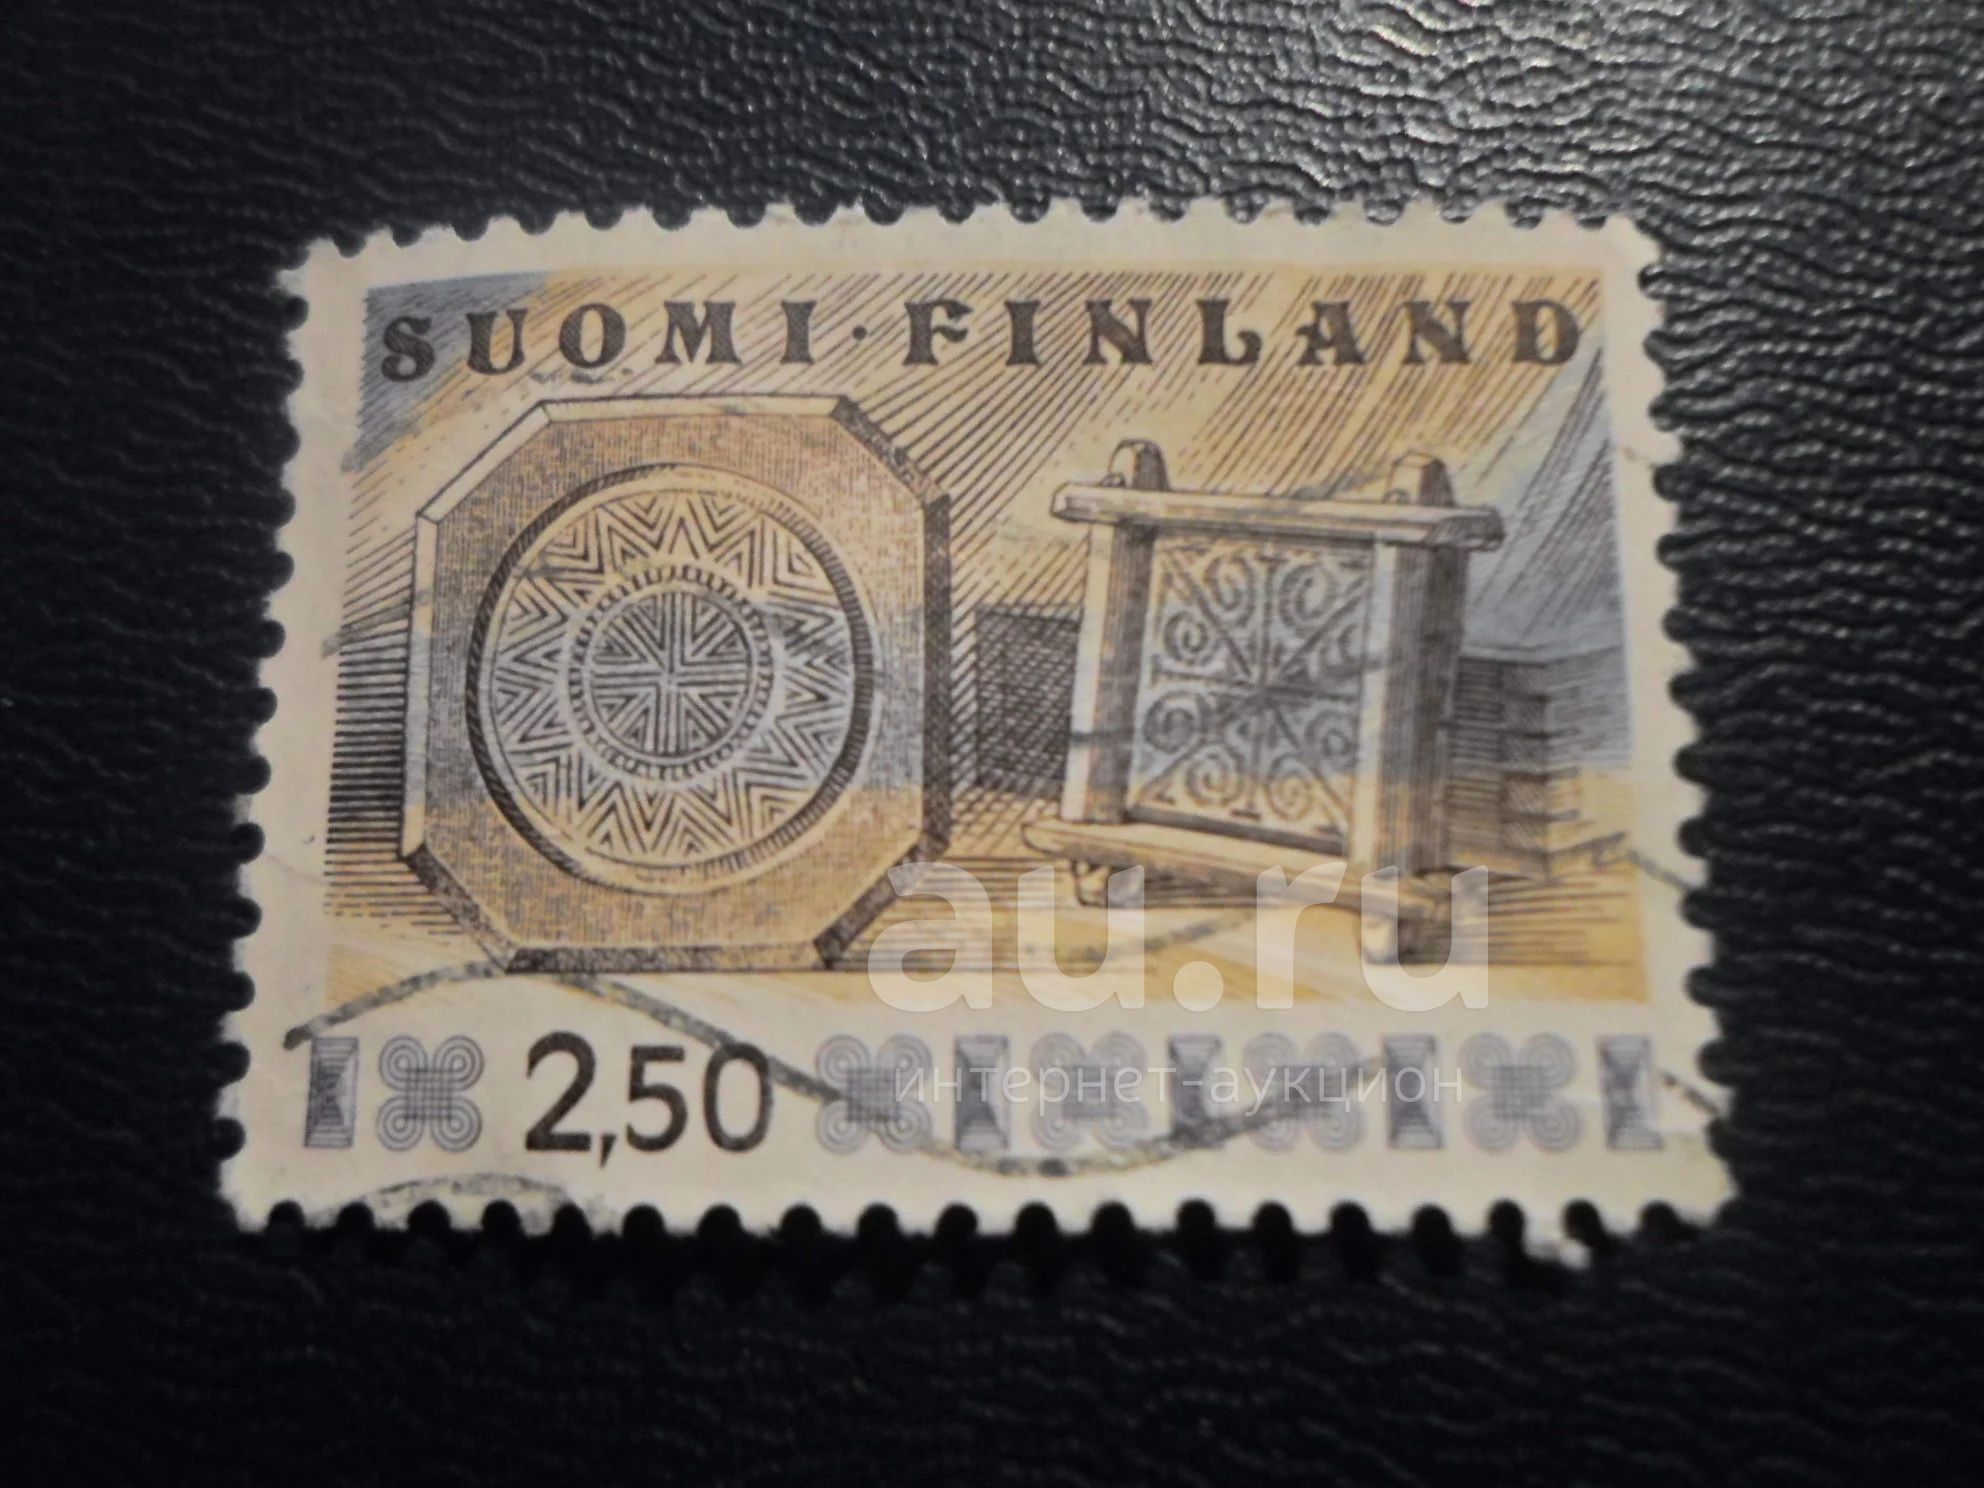 SUOMI·FINLAND
au.ru
2,50
интернет-аукцион